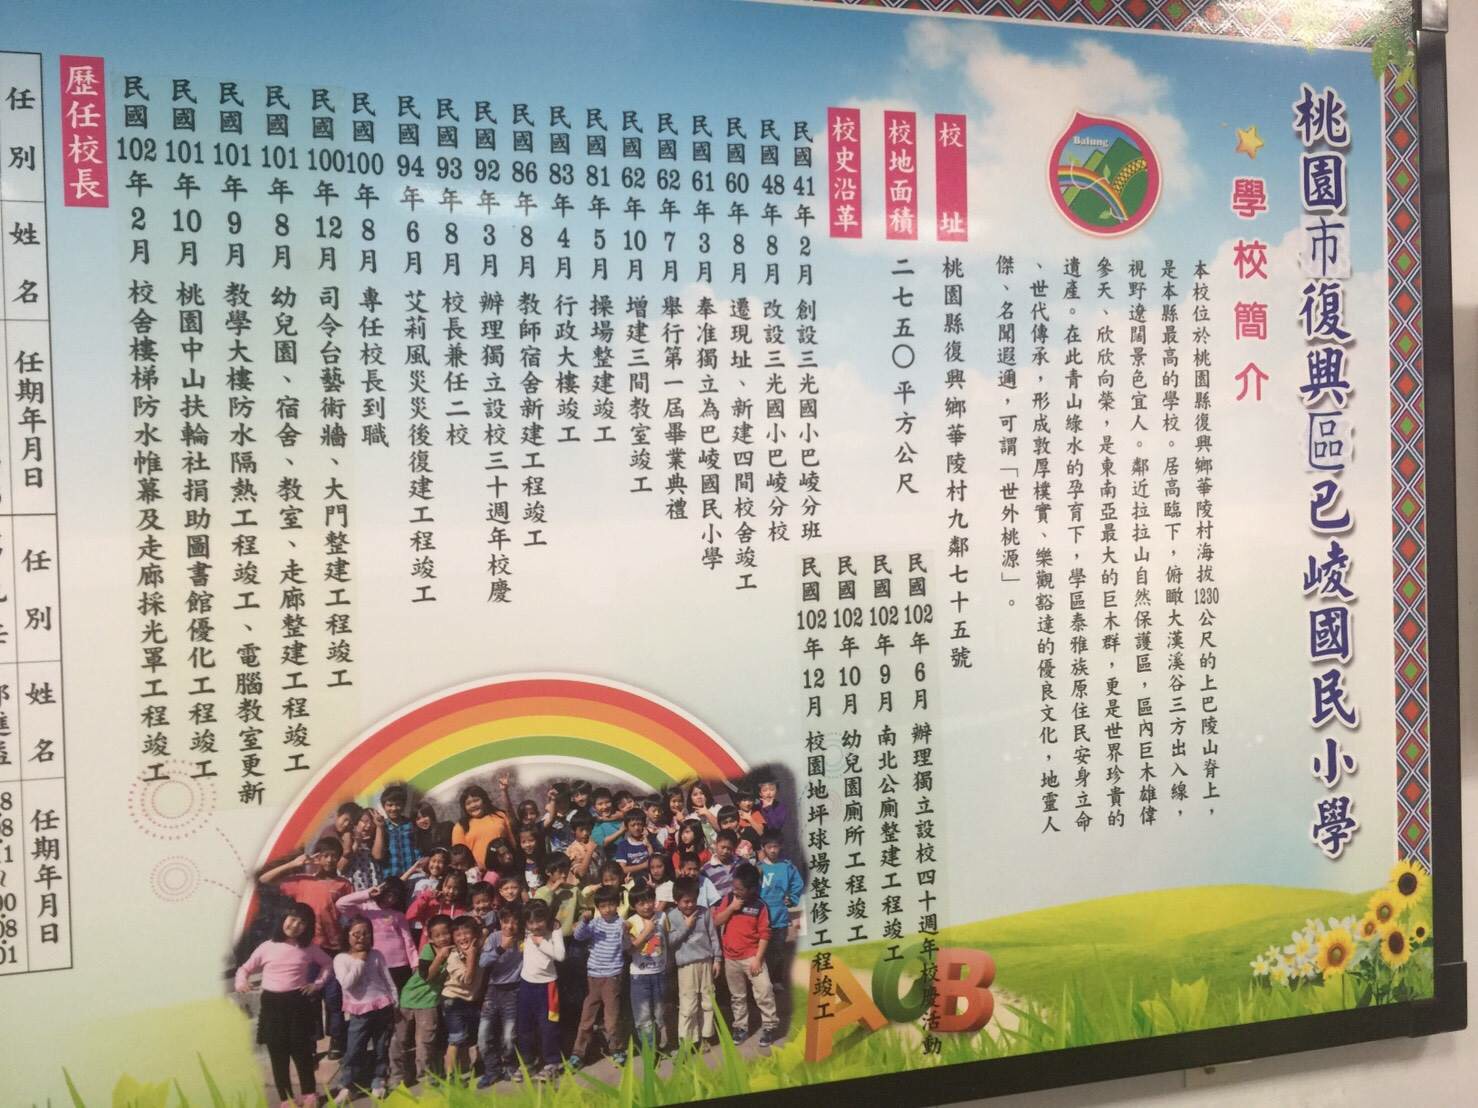 桃園市復興區巴崚國民小學
學校簡介
Balung
本校位於桃園縣復興鄉華陵村海拔1230公尺的上巴陵山脊上，
是本縣最高的學校。居高臨下，俯瞰大漢溪谷三方出入線，
視野遼闊景色宜人。鄰近拉拉山自然保護區，區內巨木雄偉
參天、欣欣向榮，是東南亞最大的巨木群，更是世界珍貴的
遺產。在此青山綠水的孕育下，學區泰雅族原住民安身立命
、世代傳承，形成敦厚樸實、樂觀豁達的優良文化，地靈人
傑、名聞遐邇，可謂「世外桃源」。
校址
桃園縣復興鄉華陵村九鄰七十五號
校地面積
二七五〇平方公尺
校史沿革
民國41年2月 創設三光國小巴崚分班
民國48年8月 改設三光國小巴崚分校
民國60年8月 遷現址、新建四間校舍竣工
民國61年3月 奉准獨立為巴崚國民小學
民國62年7月 舉行第一屆畢業典禮
民國62年10月 增建三間教室竣工
民國81年5月 操場整建竣工
民國83年4月 行政大樓竣工
民國86年8月 教師宿舍新建工程竣工
民國92年3月 辦理獨立設校三十週年校慶
民國93年8月 校長兼任二校
民國94年6月 艾莉風災災後復建工程竣工
民國100年8月 專任校長到職
民國100年12月 司令台藝術牆、大門整建工程竣工
民國101年8月 幼兒園、宿舍、教室、走廊整建工程竣工
民國101年9月 教學大樓防水隔熱工程竣工、電腦教室更新
民國101年10月 桃園中山扶輪社捐助圖書館優化工程竣工
民國102年2月 校舍樓梯防水帷幕及走廊採光罩工程竣工
民國102年6月 辦理獨立設校四十週年校慶活動
民國102年9月 南北公廁整建工程竣工
民國102年10月 幼兒園廁所工程竣工
民國102年12月 校園地坪球場整修工程竣工
ACB
歷任校長
任別
姓名
任期年月日
任別
姓名
任期年月日